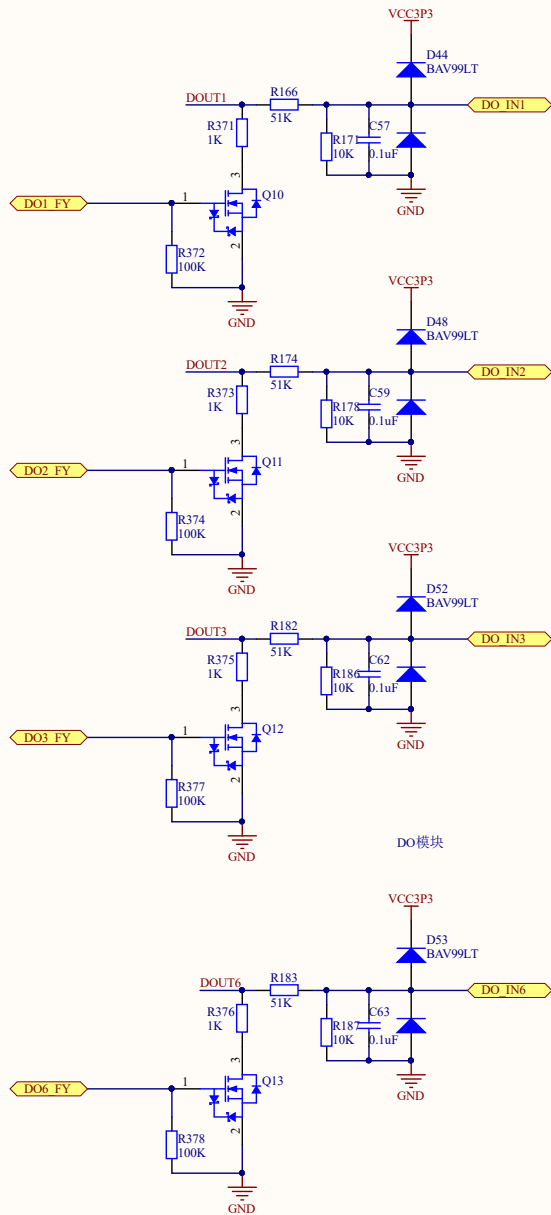 VCC3P3
D44
BAV99LT
DOUT1
R166
51K
DO_IN1
R371
1K
R171
10K
C57
0.1uF
3
GND
DO1_FY
1
Q10
2
R372
100K
GND
VCC3P3
D48
BAV99LT
DOUT2
R174
51K
DO_IN2
R373
1K
R178
10K
C59
0.1uF
3
GND
DO2_FY
1
Q11
2
R374
100K
GND
VCC3P3
D52
BAV99LT
DOUT3
R182
51K
DO_IN3
R375
1K
R186
10K
C62
0.1uF
3
GND
DO3_FY
1
Q12
2
R377
100K
GND
DO模块
VCC3P3
D53
BAV99LT
DOUT6
R183
51K
DO_IN6
R376
1K
R187
10K
C63
0.1uF
3
GND
DO6_FY
1
Q13
2
R378
100K
GND